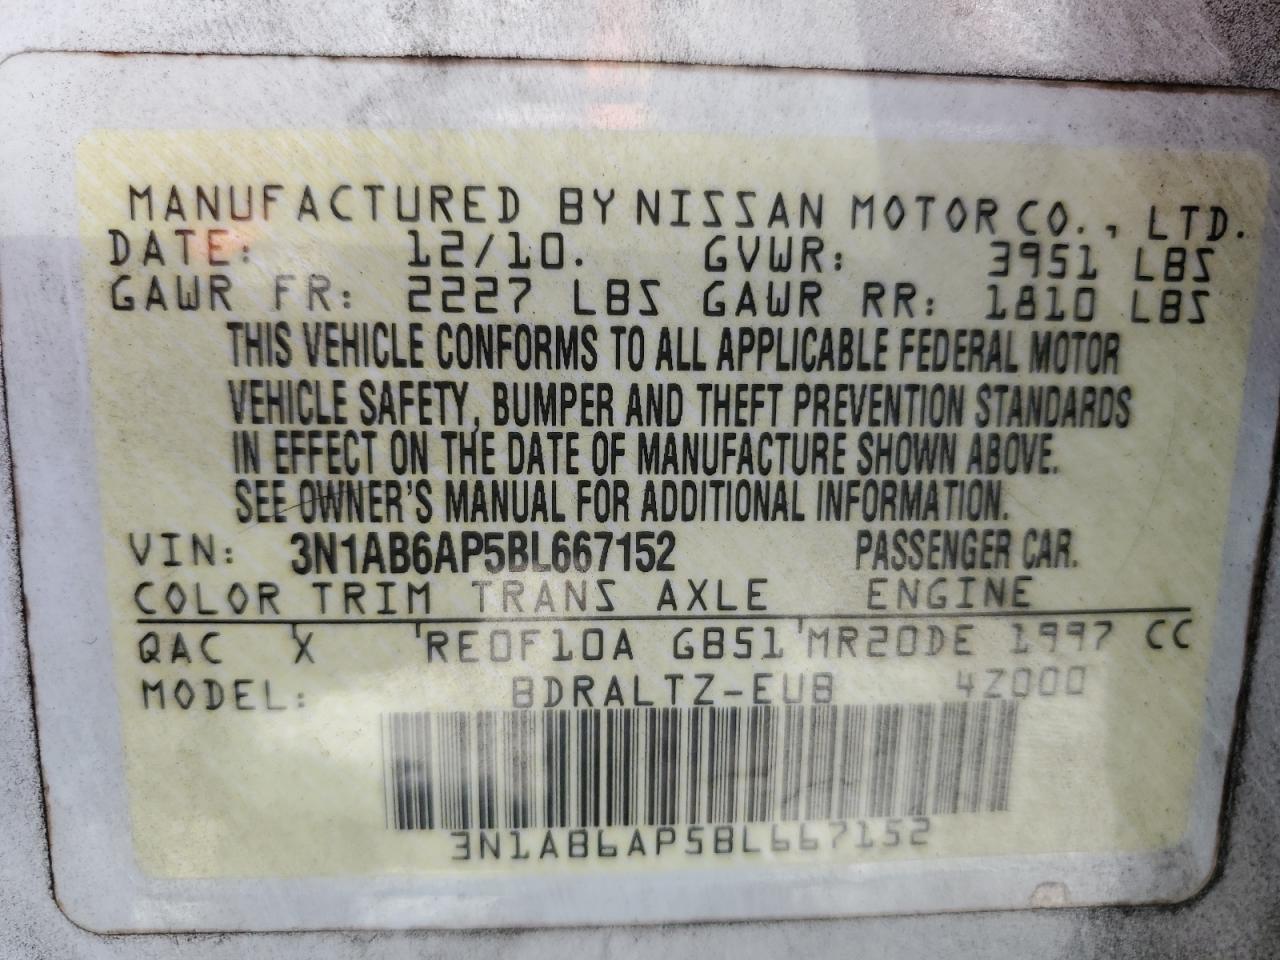 MANUFACTURED BY NISSAN MOTOR CO., LTD.
DATE: 12/10. GVWR: 3951 LBS
GAWR FR: 2227 LBS GAWR RR: 1810 LBS
THIS VEHICLE CONFORMS TO ALL APPLICABLE FEDERAL MOTOR
VEHICLE SAFETY, BUMPER AND THEFT PREVENTION STANDARDS
IN EFFECT ON THE DATE OF MANUFACTURE SHOWN ABOVE.
SEE OWNER'S MANUAL FOR ADDITIONAL INFORMATION.
VIN: 3N1AB6AP5BL667152 PASSENGER CAR.
COLOR TRIM TRANS AXLE ENGINE
QAC X RE0F10A GB51 MR20DE 1997 CC
MODEL: BDRALTZ-EUB 4Z000
3N1AB6AP5BL667152